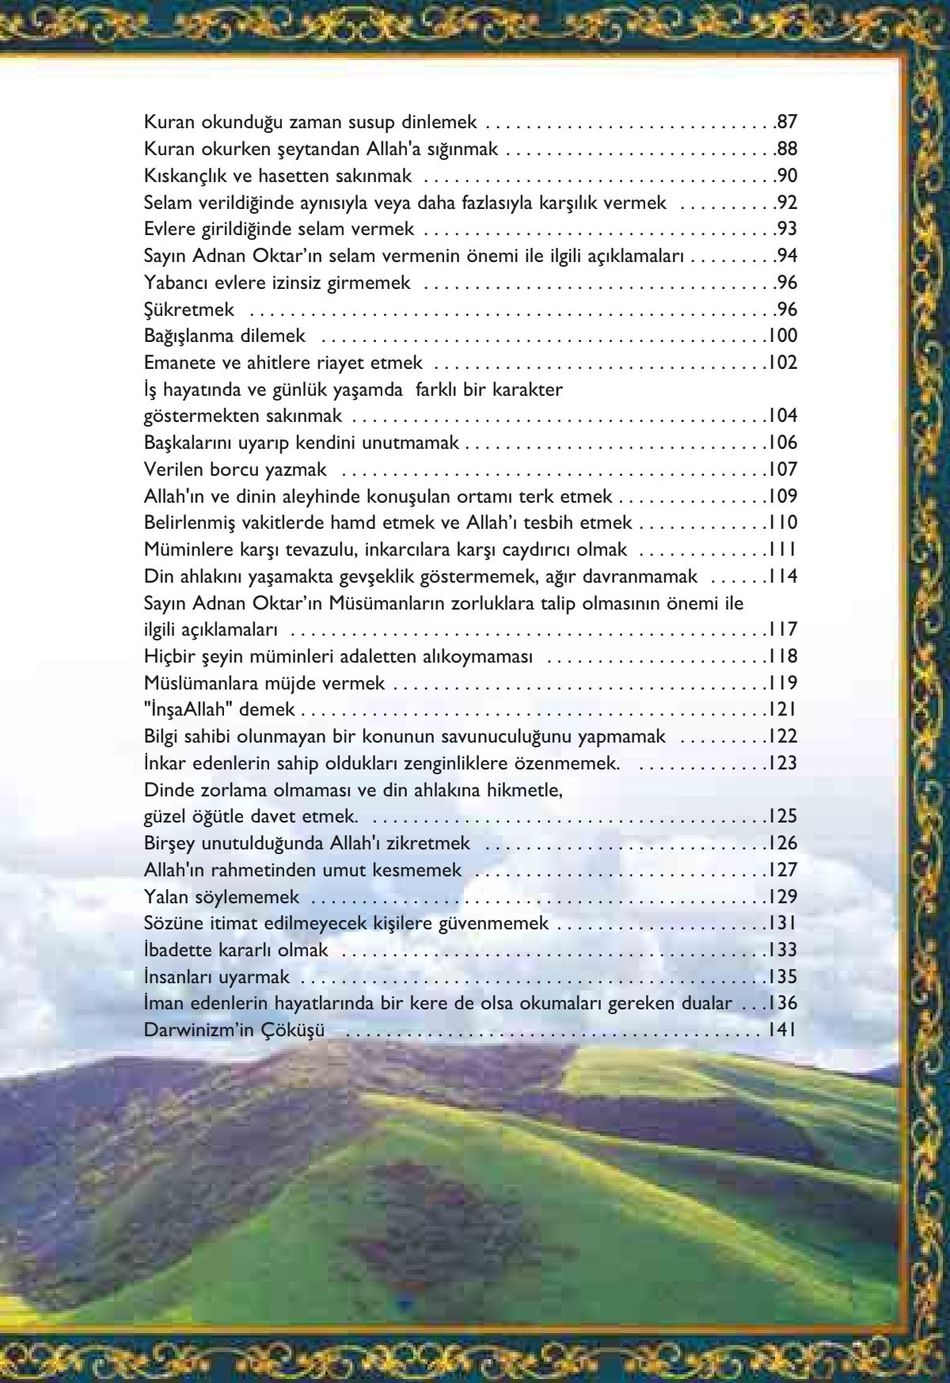 Kuran okunduğu zaman susup dinlemek . . . . . . . . . . . . . . . . . . . . . . . . . . . . .87
Kuran okurken şeytandan Allah'a sığınmak . . . . . . . . . . . . . . . . . . . . . . . . . . .88
Kıskançlık ve hasetten sakınmak . . . . . . . . . . . . . . . . . . . . . . . . . . . . . . . . . . .90
Selam verildiğinde aynısıyla veya daha fazlasıyla karşılık vermek . . . . . . . . . .92
Evlere girildiğinde selam vermek . . . . . . . . . . . . . . . . . . . . . . . . . . . . . . . . . . .93
Sayın Adnan Oktar’ın selam vermenin önemi ile ilgili açıklamaları . . . . . . . . .94
Yabancı evlere izinsiz girmemek . . . . . . . . . . . . . . . . . . . . . . . . . . . . . . . . . . .96
Şükretmek . . . . . . . . . . . . . . . . . . . . . . . . . . . . . . . . . . . . . . . . . . . . . . . . . . . .96
Bağışlanma dilemek . . . . . . . . . . . . . . . . . . . . . . . . . . . . . . . . . . . . . . . . . . . .100
Emanete ve ahitlere riayet etmek . . . . . . . . . . . . . . . . . . . . . . . . . . . . . . . . .102
İş hayatında ve günlük yaşamda farklı bir karakter
göstermekten sakınmak . . . . . . . . . . . . . . . . . . . . . . . . . . . . . . . . . . . . . . . . .104
Başkalarını uyarıp kendini unutmamak . . . . . . . . . . . . . . . . . . . . . . . . . . . . . .106
Verilen borcu yazmak . . . . . . . . . . . . . . . . . . . . . . . . . . . . . . . . . . . . . . . . . .107
Allah'ın ve dinin aleyhinde konuşulan ortamı terk etmek . . . . . . . . . . . . . . .109
Belirlenmiş vakitlerde hamd etmek ve Allah’ı tesbih etmek . . . . . . . . . . . . .110
Müminlere karşı tevazulu, inkarcılara karşı caydırıcı olmak . . . . . . . . . . . . .111
Din ahlakını yaşamakta gevşeklik göstermemek, ağır davranmamak . . . . . .114
Sayın Adnan Oktar’ın Müsümanların zorluklara talip olmasının önemi ile
ilgili açıklamaları . . . . . . . . . . . . . . . . . . . . . . . . . . . . . . . . . . . . . . . . . . . . . . .117
Hiçbir şeyin müminleri adaletten alıkoymaması . . . . . . . . . . . . . . . . . . . . . .118
Müslümanlara müjde vermek . . . . . . . . . . . . . . . . . . . . . . . . . . . . . . . . . . . . .119
"İnşaAllah" demek . . . . . . . . . . . . . . . . . . . . . . . . . . . . . . . . . . . . . . . . . . . . . .121
Bilgi sahibi olunmayan bir konunun savunuculuğunu yapmamak . . . . . . . . .122
İnkar edenlerin sahip oldukları zenginliklere özenmemek. . . . . . . . . . . . . .123
Dinde zorlama olmaması ve din ahlakına hikmetle,
güzel öğütle davet etmek. . . . . . . . . . . . . . . . . . . . . . . . . . . . . . . . . . . . . . . .125
Birşey unutulduğunda Allah'ı zikretmek . . . . . . . . . . . . . . . . . . . . . . . . . . . .126
Allah'ın rahmetinden umut kesmemek . . . . . . . . . . . . . . . . . . . . . . . . . . . . .127
Yalan söylememek . . . . . . . . . . . . . . . . . . . . . . . . . . . . . . . . . . . . . . . . . . . . .129
Sözüne itimat edilmeyecek kişilere güvenmemek . . . . . . . . . . . . . . . . . . . . .131
İbadette kararlı olmak . . . . . . . . . . . . . . . . . . . . . . . . . . . . . . . . . . . . . . . . . .133
İnsanları uyarmak . . . . . . . . . . . . . . . . . . . . . . . . . . . . . . . . . . . . . . . . . . . . . .135
İman edenlerin hayatlarında bir kere de olsa okumaları gereken dualar . . .136
Darwinizm’in Çöküşü . . . . . . . . . . . . . . . . . . . . . . . . . . . . . . . . . . . . . . . . . 141